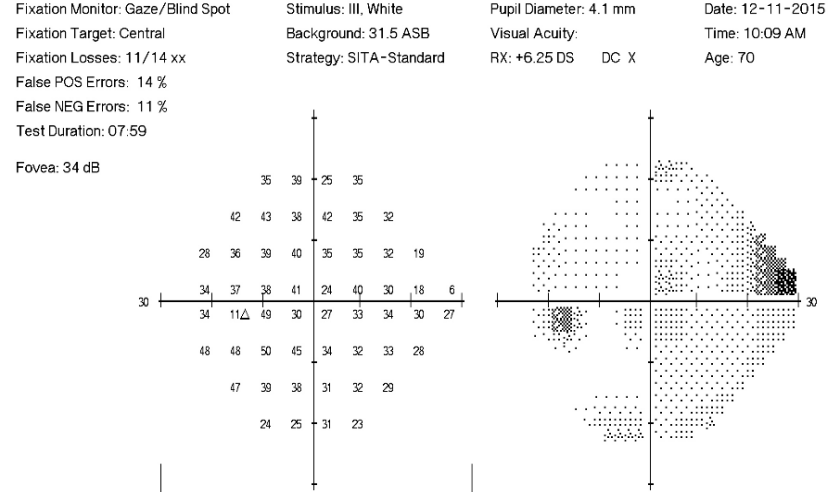 Fixation Monitor: Gaze/Blind Spot Stimulus: III, White Pupil Diameter: 4.1 mm Date: 12-11-2015
Fixation Target: Central Background: 31.5 ASB Visual Acuity: Time: 10:09 AM
Fixation Losses: 11/14 xx Strategy: SITA-Standard RX: +6.25 DS DC X Age: 70
False POS Errors: 14 %
False NEG Errors: 11 %
Test Duration: 07:59
Fovea: 34 dB
35 39 25 35
42 43 38 42 35 32
28 36 39 40 35 35 32 19
34 37 38 41 24 40 30 18 6
30 30
34 11△ 49 30 27 33 34 30 27
48 48 50 45 34 32 33 28
47 39 38 31 32 29
24 25 31 23